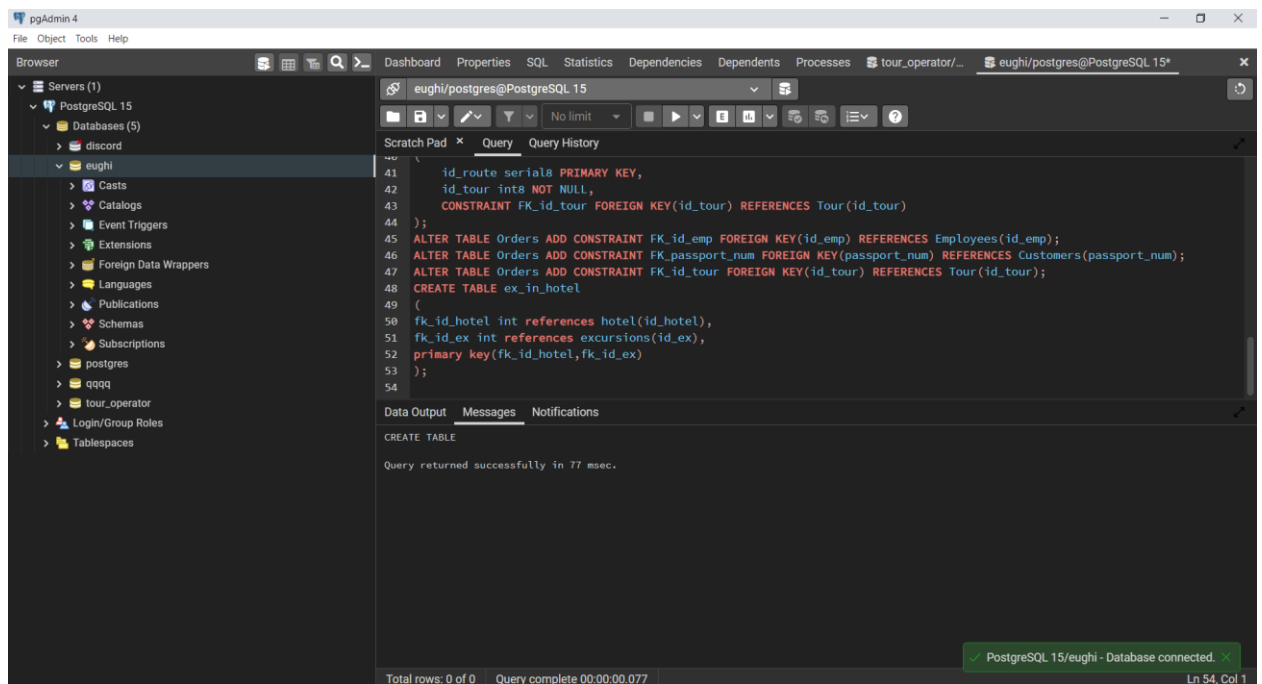 pgAdmin 4
File Object Tools Help
Browser
Dashboard Properties SQL Statistics Dependencies Dependents Processes tour_operator/... eughi/postgres@PostgreSQL 15*
Servers (1)
PostgreSQL 15
Databases (5)
discord
eughi
Casts
Catalogs
Event Triggers
Extensions
Foreign Data Wrappers
Languages
Publications
Schemas
Subscriptions
postgres
qqqq
tour_operator
Login/Group Roles
Tablespaces
eughi/postgres@PostgreSQL 15
No limit
Scratch Pad Query Query History
40 (
41 id_route serial8 PRIMARY KEY,
42 id_tour int8 NOT NULL,
43 CONSTRAINT FK_id_tour FOREIGN KEY(id_tour) REFERENCES Tour(id_tour)
44 );
45 ALTER TABLE Orders ADD CONSTRAINT FK_id_emp FOREIGN KEY(id_emp) REFERENCES Employees(id_emp);
46 ALTER TABLE Orders ADD CONSTRAINT FK_passport_num FOREIGN KEY(passport_num) REFERENCES Customers(passport_num);
47 ALTER TABLE Orders ADD CONSTRAINT FK_id_tour FOREIGN KEY(id_tour) REFERENCES Tour(id_tour);
48 CREATE TABLE ex_in_hotel
49 (
50 fk_id_hotel int references hotel(id_hotel),
51 fk_id_ex int references excursions(id_ex),
52 primary key(fk_id_hotel,fk_id_ex)
53 );
54
Data Output Messages Notifications
CREATE TABLE
Query returned successfully in 77 msec.
PostgreSQL 15/eughi - Database connected.
Total rows: 0 of 0 Query complete 00:00:00.077 Ln 54, Col 1